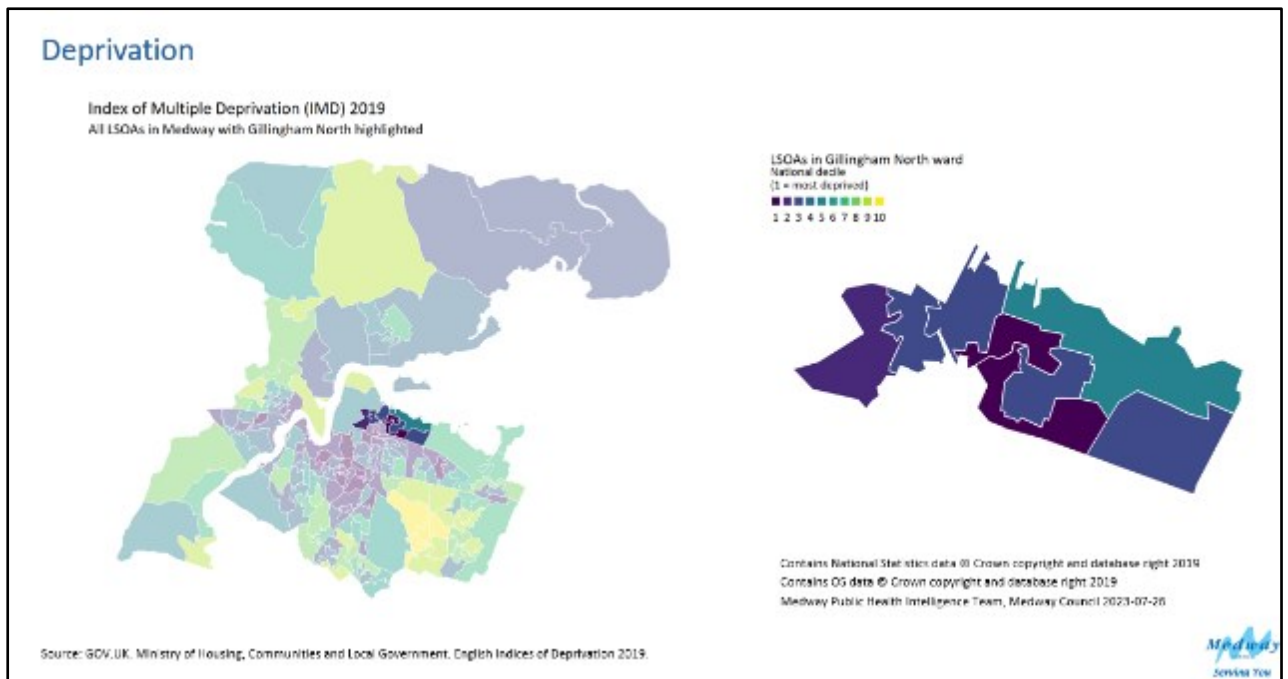 Deprivation
Index of Multiple Deprivation (IMD) 2019
All LSOAs in Medway with Gillingham North highlighted
LSOAs in Gillingham North ward
National decile
(1 = most deprived)
1 2 3 4 5 6 7 8 9 10
Contains National Statistics data © Crown copyright and database right 2019
Contains OS data © Crown copyright and database right 2019
Medway Public Health Intelligence Team, Medway Council 2023-07-26
Source: GOV.UK. Ministry of Housing, Communities and Local Government. English Indices of Deprivation 2019.
Medway
Serving You